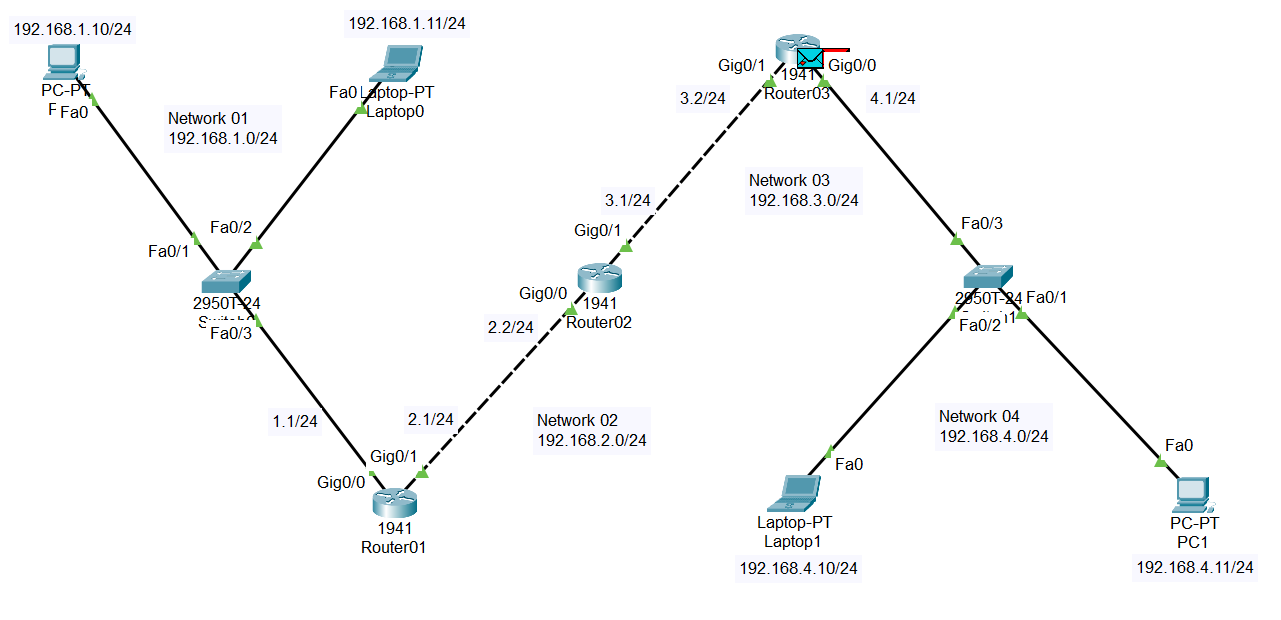 192.168.1.10/24
192.168.1.11/24
Fa0
Laptop-PT
Laptop0
Fa0
Network 01
192.168.1.0/24
Fa0/1
Fa0/2
2950T-24
Fa0/3
1.1/24
Gig0/0
Gig0/1
1941
Router01
2.1/24
Network 02
192.168.2.0/24
2.2/24
Gig0/0
1941
Router02
Gig0/1
3.1/24
Network 03
192.168.3.0/24
3.2/24
Gig0/1
Gig0/0
1941
Router03
4.1/24
Fa0/3
2950T-24
Fa0/1
Fa0/2
Network 04
192.168.4.0/24
Fa0
Laptop-PT
Laptop1
192.168.4.10/24
Fa0
PC-PT
PC1
192.168.4.11/24